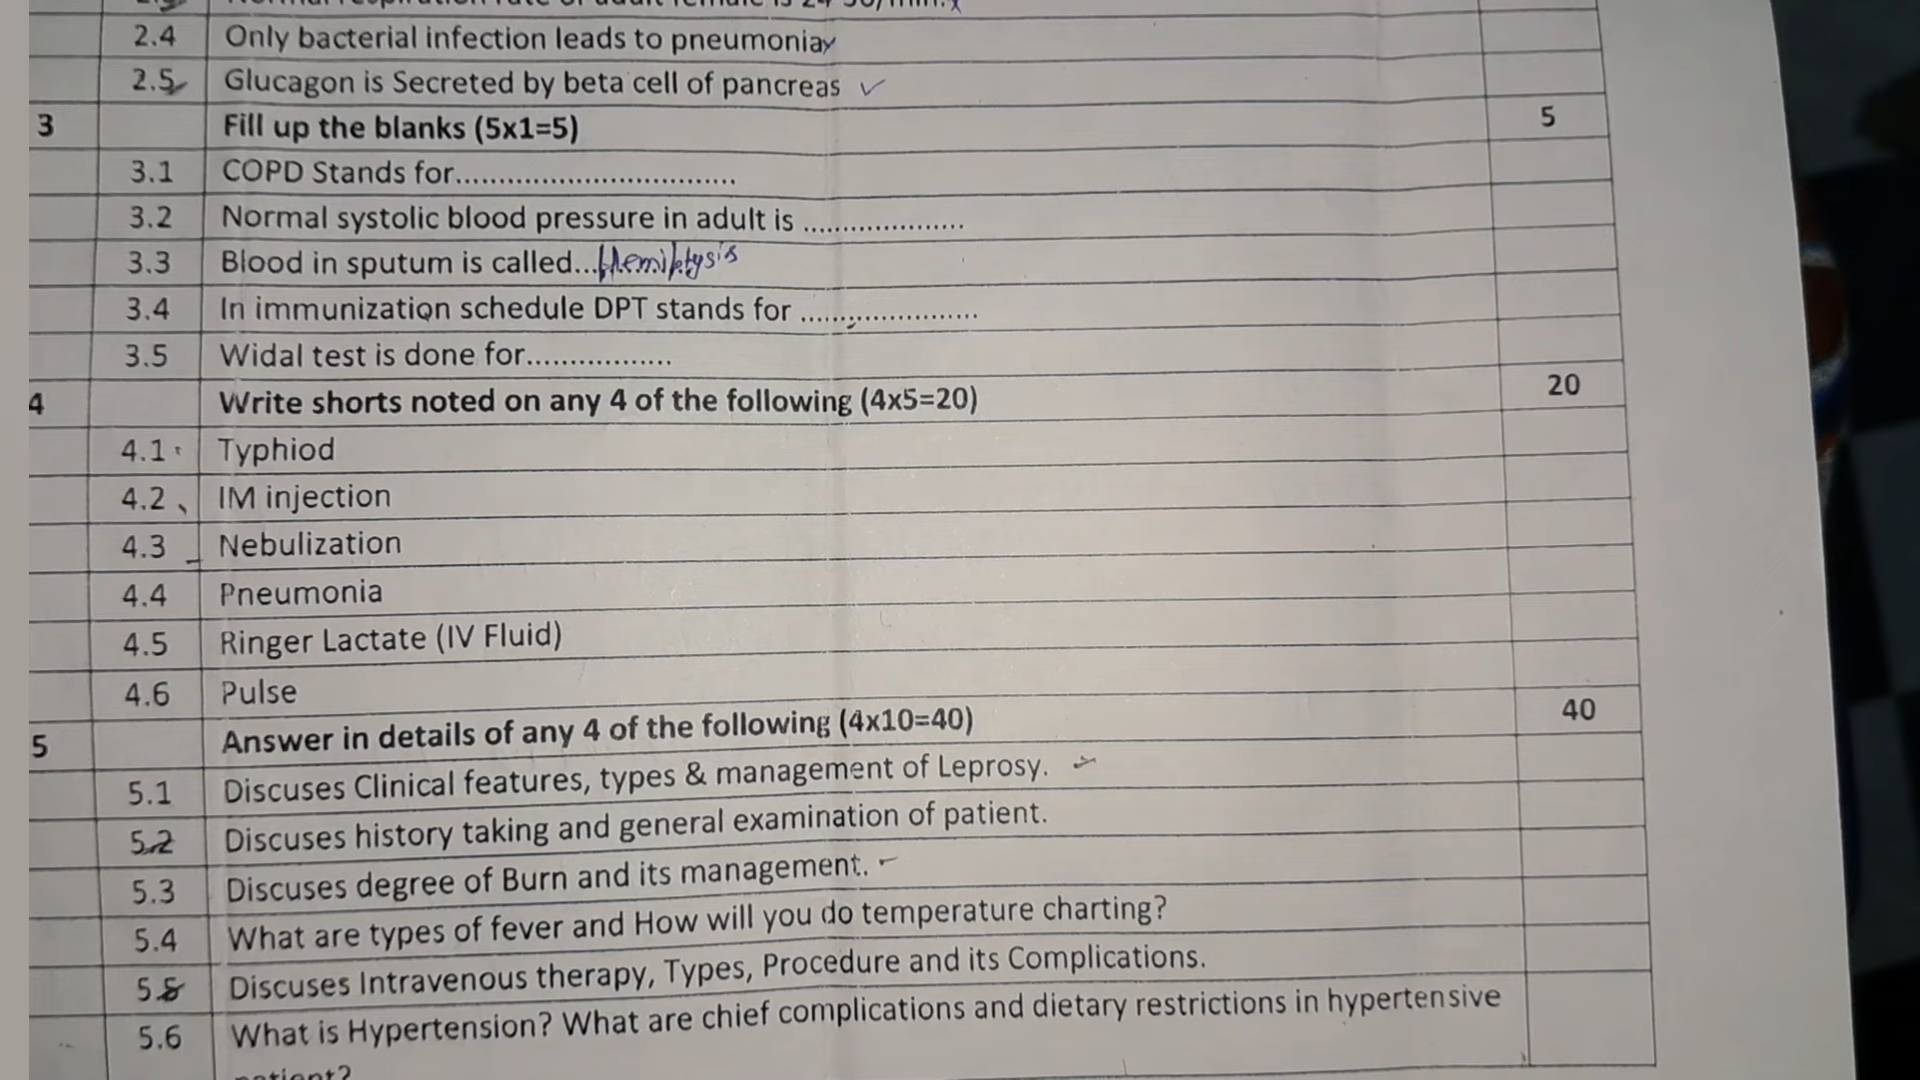 2.4 Only bacterial infection leads to pneumonia
2.5 Glucagon is Secreted by beta cell of pancreas ✓
3 Fill up the blanks (5x1=5) 5
3.1 COPD Stands for.................................
3.2 Normal systolic blood pressure in adult is .....................
3.3 Blood in sputum is called...Hemiptysis
3.4 In immunization schedule DPT stands for .....................
3.5 Widal test is done for.................
4 Write shorts noted on any 4 of the following (4x5=20) 20
4.1 Typhiod
4.2 IM injection
4.3 Nebulization
4.4 Pneumonia
4.5 Ringer Lactate (IV Fluid)
4.6 Pulse
5 Answer in details of any 4 of the following (4x10=40) 40
5.1 Discuses Clinical features, types & management of Leprosy.
5.2 Discuses history taking and general examination of patient.
5.3 Discuses degree of Burn and its management.
5.4 What are types of fever and How will you do temperature charting?
5.5 Discuses Intravenous therapy, Types, Procedure and its Complications.
5.6 What is Hypertension? What are chief complications and dietary restrictions in hypertensive